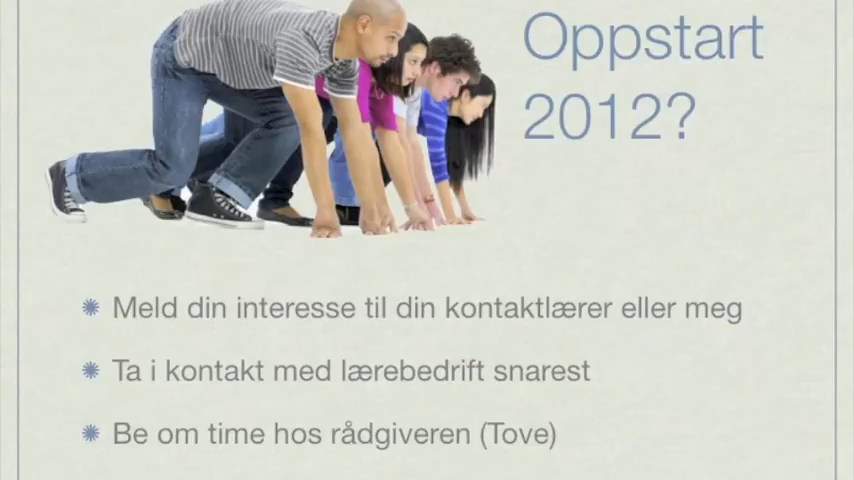 Oppstart
2012?
Meld din interesse til din kontaktlærer eller meg
Ta i kontakt med lærebedrift snarest
Be om time hos rådgiveren (Tove)